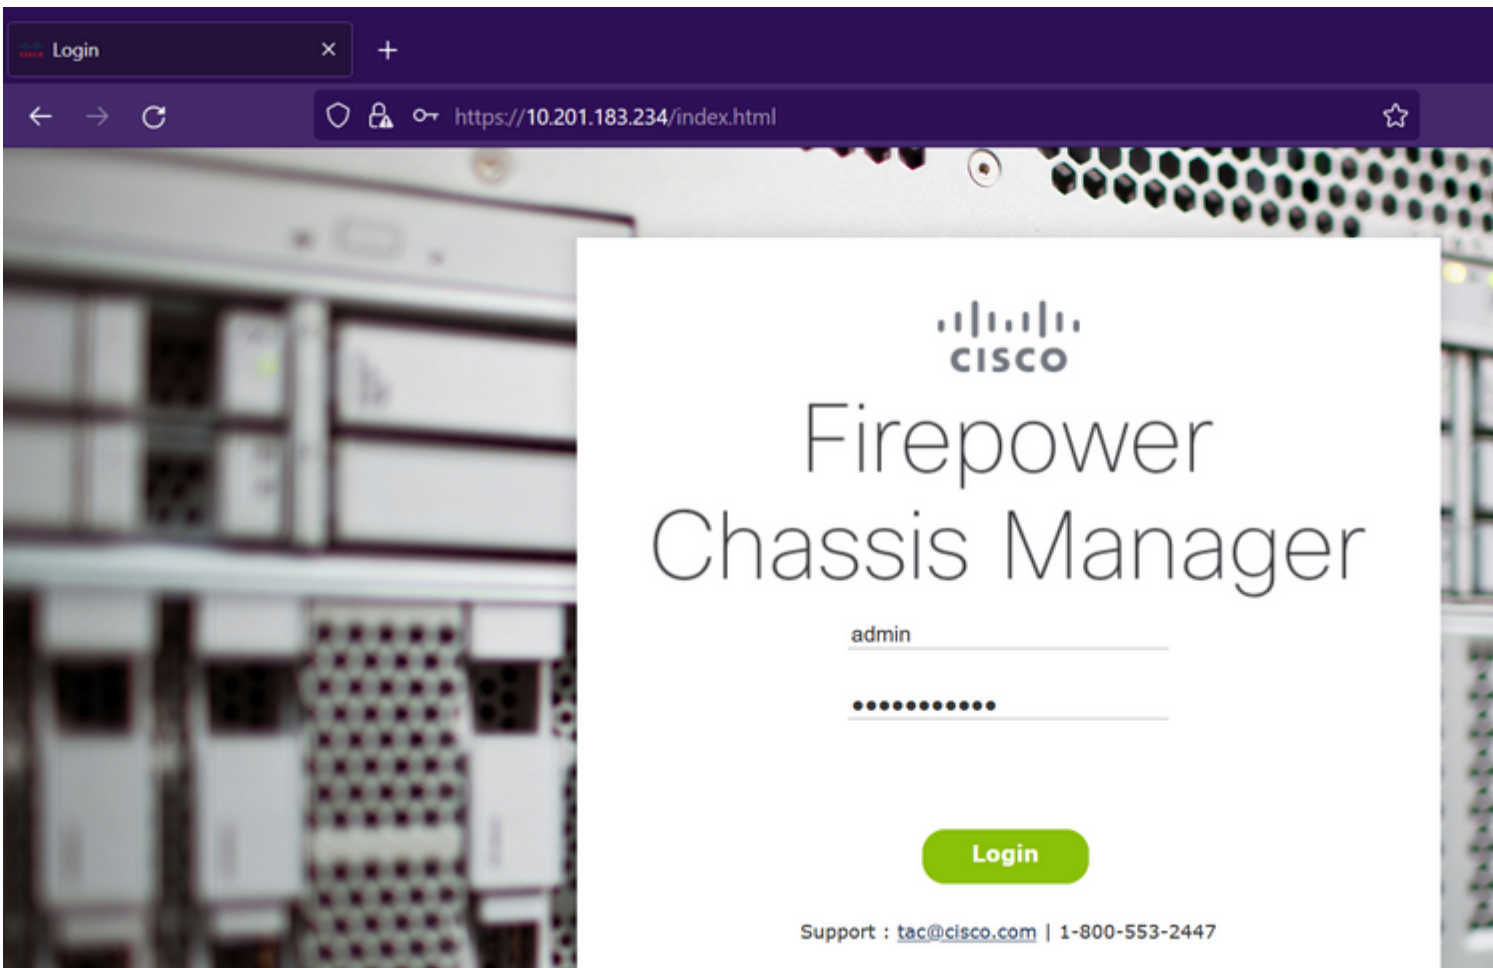 Login
https://10.201.183.234/index.html
CISCO
Firepower
Chassis Manager
admin
•••••••••••
Login
Support : tac@cisco.com | 1-800-553-2447